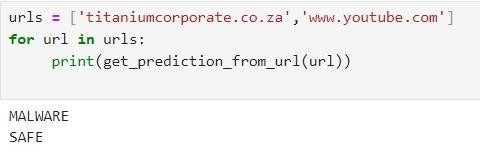 urls = ['titaniumcorporate.co.za','www.youtube.com']
for url in urls:
    print(get_prediction_from_url(url))
MALWARE
SAFE